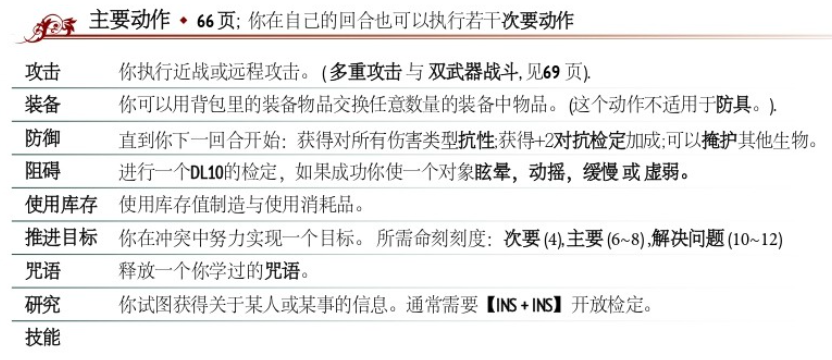 主要动作 ◆ 66 页; 你在自己的回合也可以执行若干次要动作
攻击 你执行近战或远程攻击。 (多重攻击 与 双武器战斗, 见69 页).
装备 你可以用背包里的装备物品交换任意数量的装备中物品。 (这个动作不适用于防具。).
防御 直到你下一回合开始: 获得对所有伤害类型抗性;获得+2对抗检定加成;可以掩护其他生物。
阻碍 进行一个DL10的检定，如果成功你使一个对象眩晕，动摇，缓慢 或 虚弱。
使用库存 使用库存值制造与使用消耗品。
推进目标 你在冲突中努力实现一个目标。 所需命刻刻度: 次要 (4),主要 (6~8) ,解决问题 (10~12)
咒语 释放一个你学过的咒语。
研究 你试图获得关于某人或某事的信息。通常需要【INS + INS】开放检定。
技能